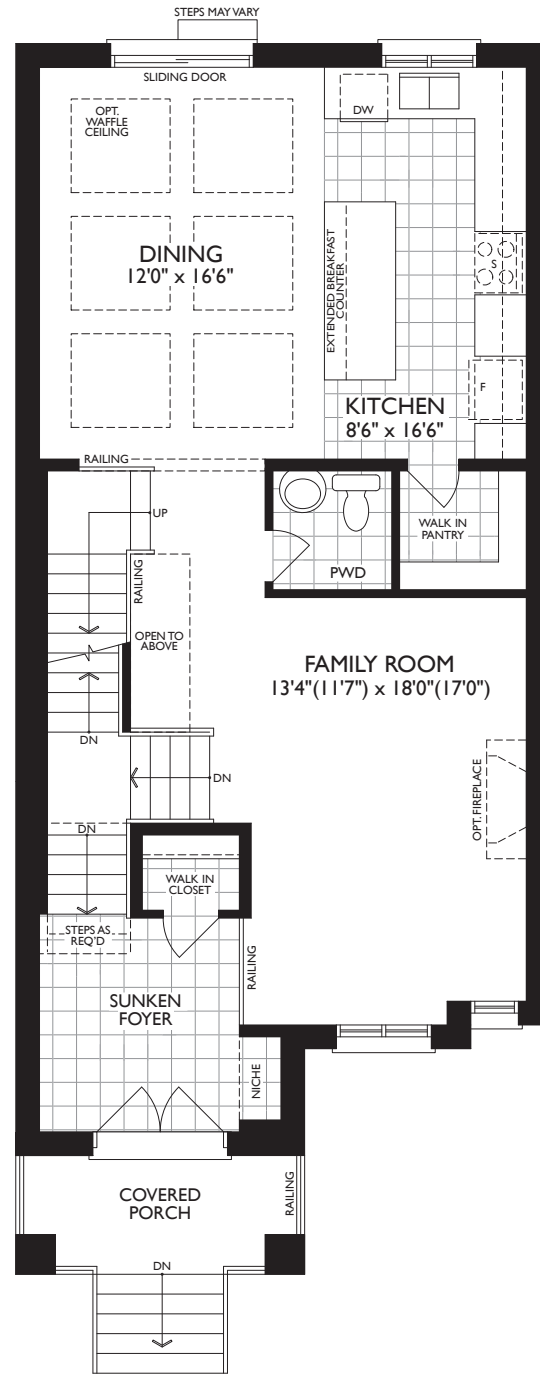 STEPS MAY VARY
SLIDING DOOR
OPT.
WAFFLE
CEILING
DW
DINING
12'0" x 16'6"
EXTENDED BREAKFAST
COUNTER
S
F
KITCHEN
8'6" x 16'6"
RAILING
UP
WALK IN
PANTRY
PWD
RAILING
OPEN TO
ABOVE
FAMILY ROOM
13'4"(11'7") x 18'0"(17'0")
DN
DN
OPT. FIREPLACE
DN
WALK IN
CLOSET
STEPS AS
REQ'D
RAILING
SUNKEN
FOYER
NICHE
COVERED
PORCH
RAILING
DN